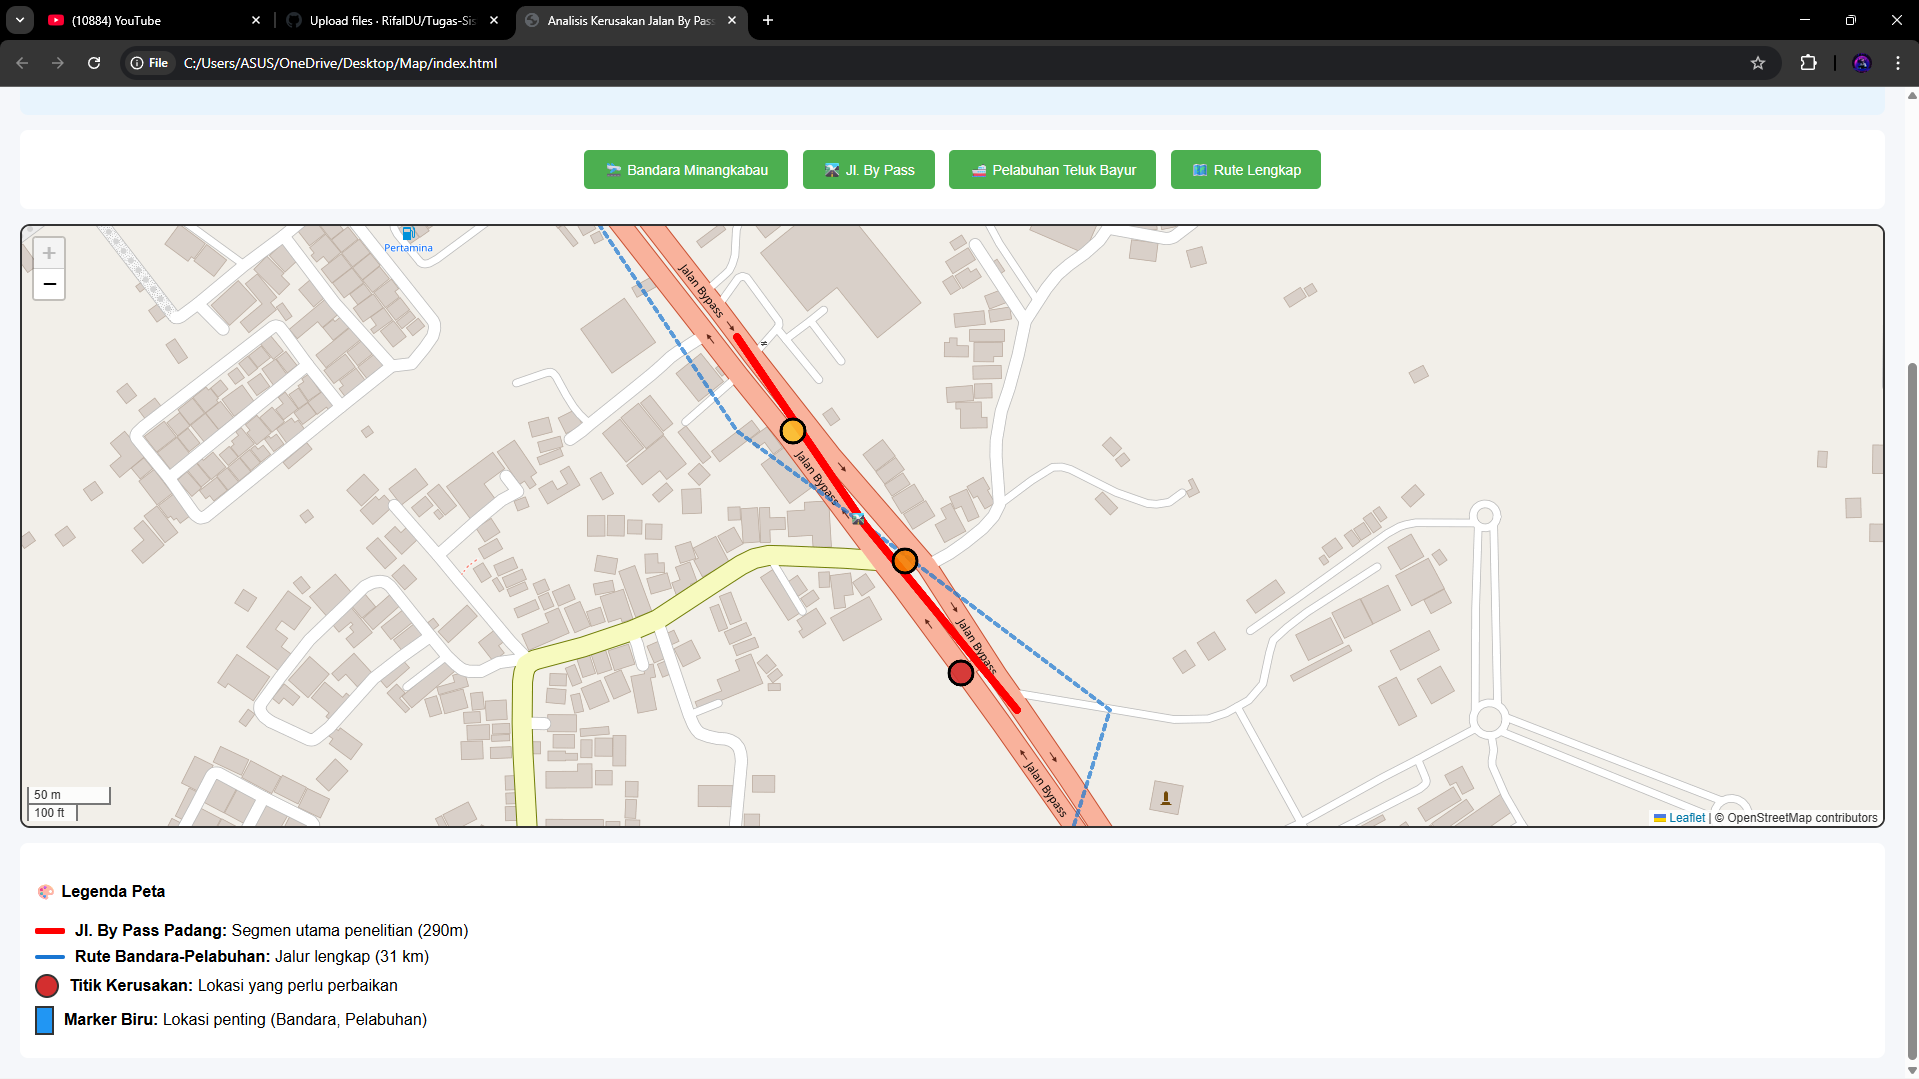 (10884) YouTube
Upload files · RifalDU/Tugas-Sis
Analisis Kerusakan Jalan By Pas
File
C:/Users/ASUS/OneDrive/Desktop/Map/index.html
Bandara Minangkabau
Jl. By Pass
Pelabuhan Teluk Bayur
Rute Lengkap
+
−
Pertamina
Jalan Bypass
Jalan Bypass
Jalan Bypass
Jalan Bypass
50 m
100 ft
Leaflet | © OpenStreetMap contributors
Legenda Peta
Jl. By Pass Padang: Segmen utama penelitian (290m)
Rute Bandara-Pelabuhan: Jalur lengkap (31 km)
Titik Kerusakan: Lokasi yang perlu perbaikan
Marker Biru: Lokasi penting (Bandara, Pelabuhan)